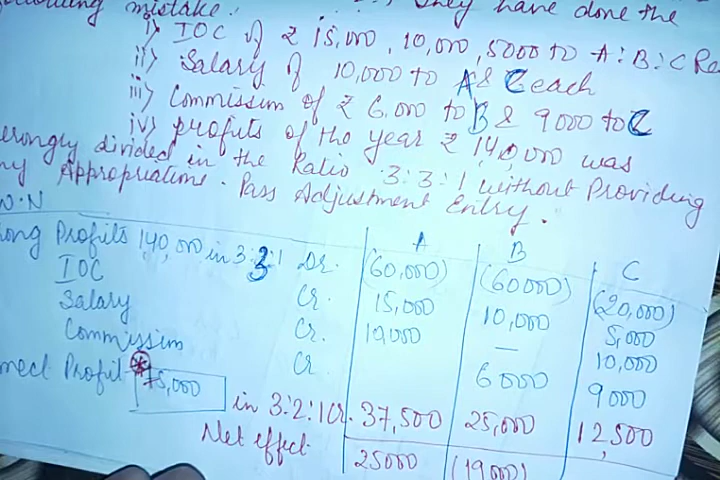 mistake. they have done the
i) IOC of ₹ 15,000, 10,000, 5000 to A:B:C Re
ii) Salary of 10,000 to A & C each
iii) Commission of ₹ 6,000 to B & 9000 to C
iv) profits of the year ₹ 140,000 was
wrongly divided in the Ratio 3:3:1 without Providing
ny Appropriations. Pass Adjustment Entry.
W.N
A B C
ong Profits 140,000 in 3:3:1 Dr. (60,000) (60000) (20,000)
IOC Cr. 15,000 10,000 5,000
Salary Cr. 10,000 — 10,000
Commission Cr 6000 9000
rrect Profit 75,000 in 3:2:1 Cr. 37,500 25,000 12,500
Net effect 25000 (19000)